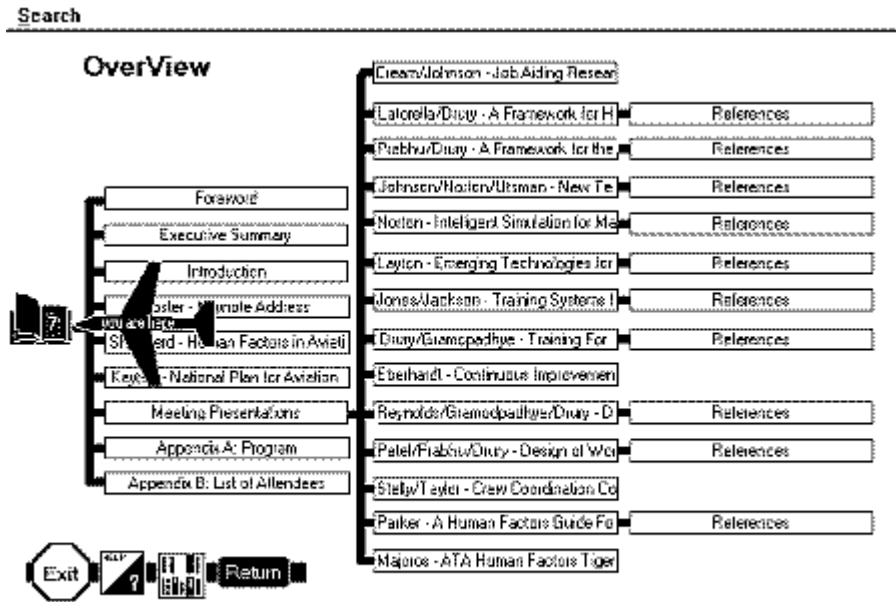 Search
OverView
Foreword
Executive Summary
Introduction
Keynote Address
Human Factors in Aviati
- National Plan for Aviation
Meeting Presentations
Appendix A: Program
Appendix B: List of Attendees
you are here
?
/Johnson - Job Aiding Resear
Latorella/Drury - A Framework for H
References
Prabhu/Drury - A Framework for the
References
Johnson/Norton/Utsman - New Te
References
Norton - Intelligent Simulation for Ma
References
Layton - Emerging Technologies for
References
Jones/Jackson - Training Systems
References
Drury/Gramopadhye - Training For
References
Eberhardt - Continuous Improvemen
Reynolds/Gramopadhye/Drury - D
References
Patel/Prabhu/Drury - Design of Wor
References
Stelly/Taylor - Crew Coordination Co
Parker - A Human Factors Guide Fo
References
Majoros - ATA Human Factors Tiger
Exit
HELP
?
Return